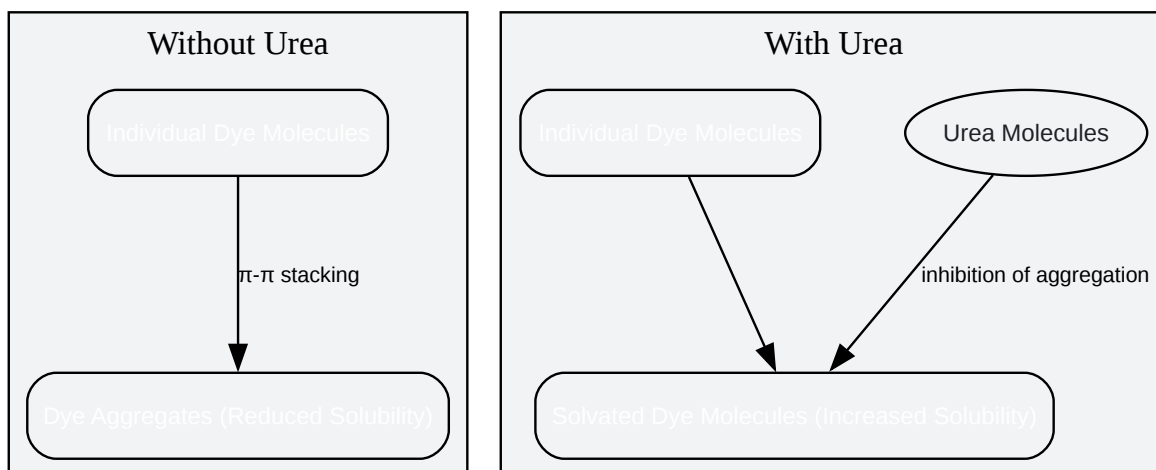 Without Urea
Individual Dye Molecules
π-π stacking
Dye Aggregates (Reduced Solubility)
With Urea
Individual Dye Molecules
Urea Molecules
inhibition of aggregation
Solvated Dye Molecules (Increased Solubility)